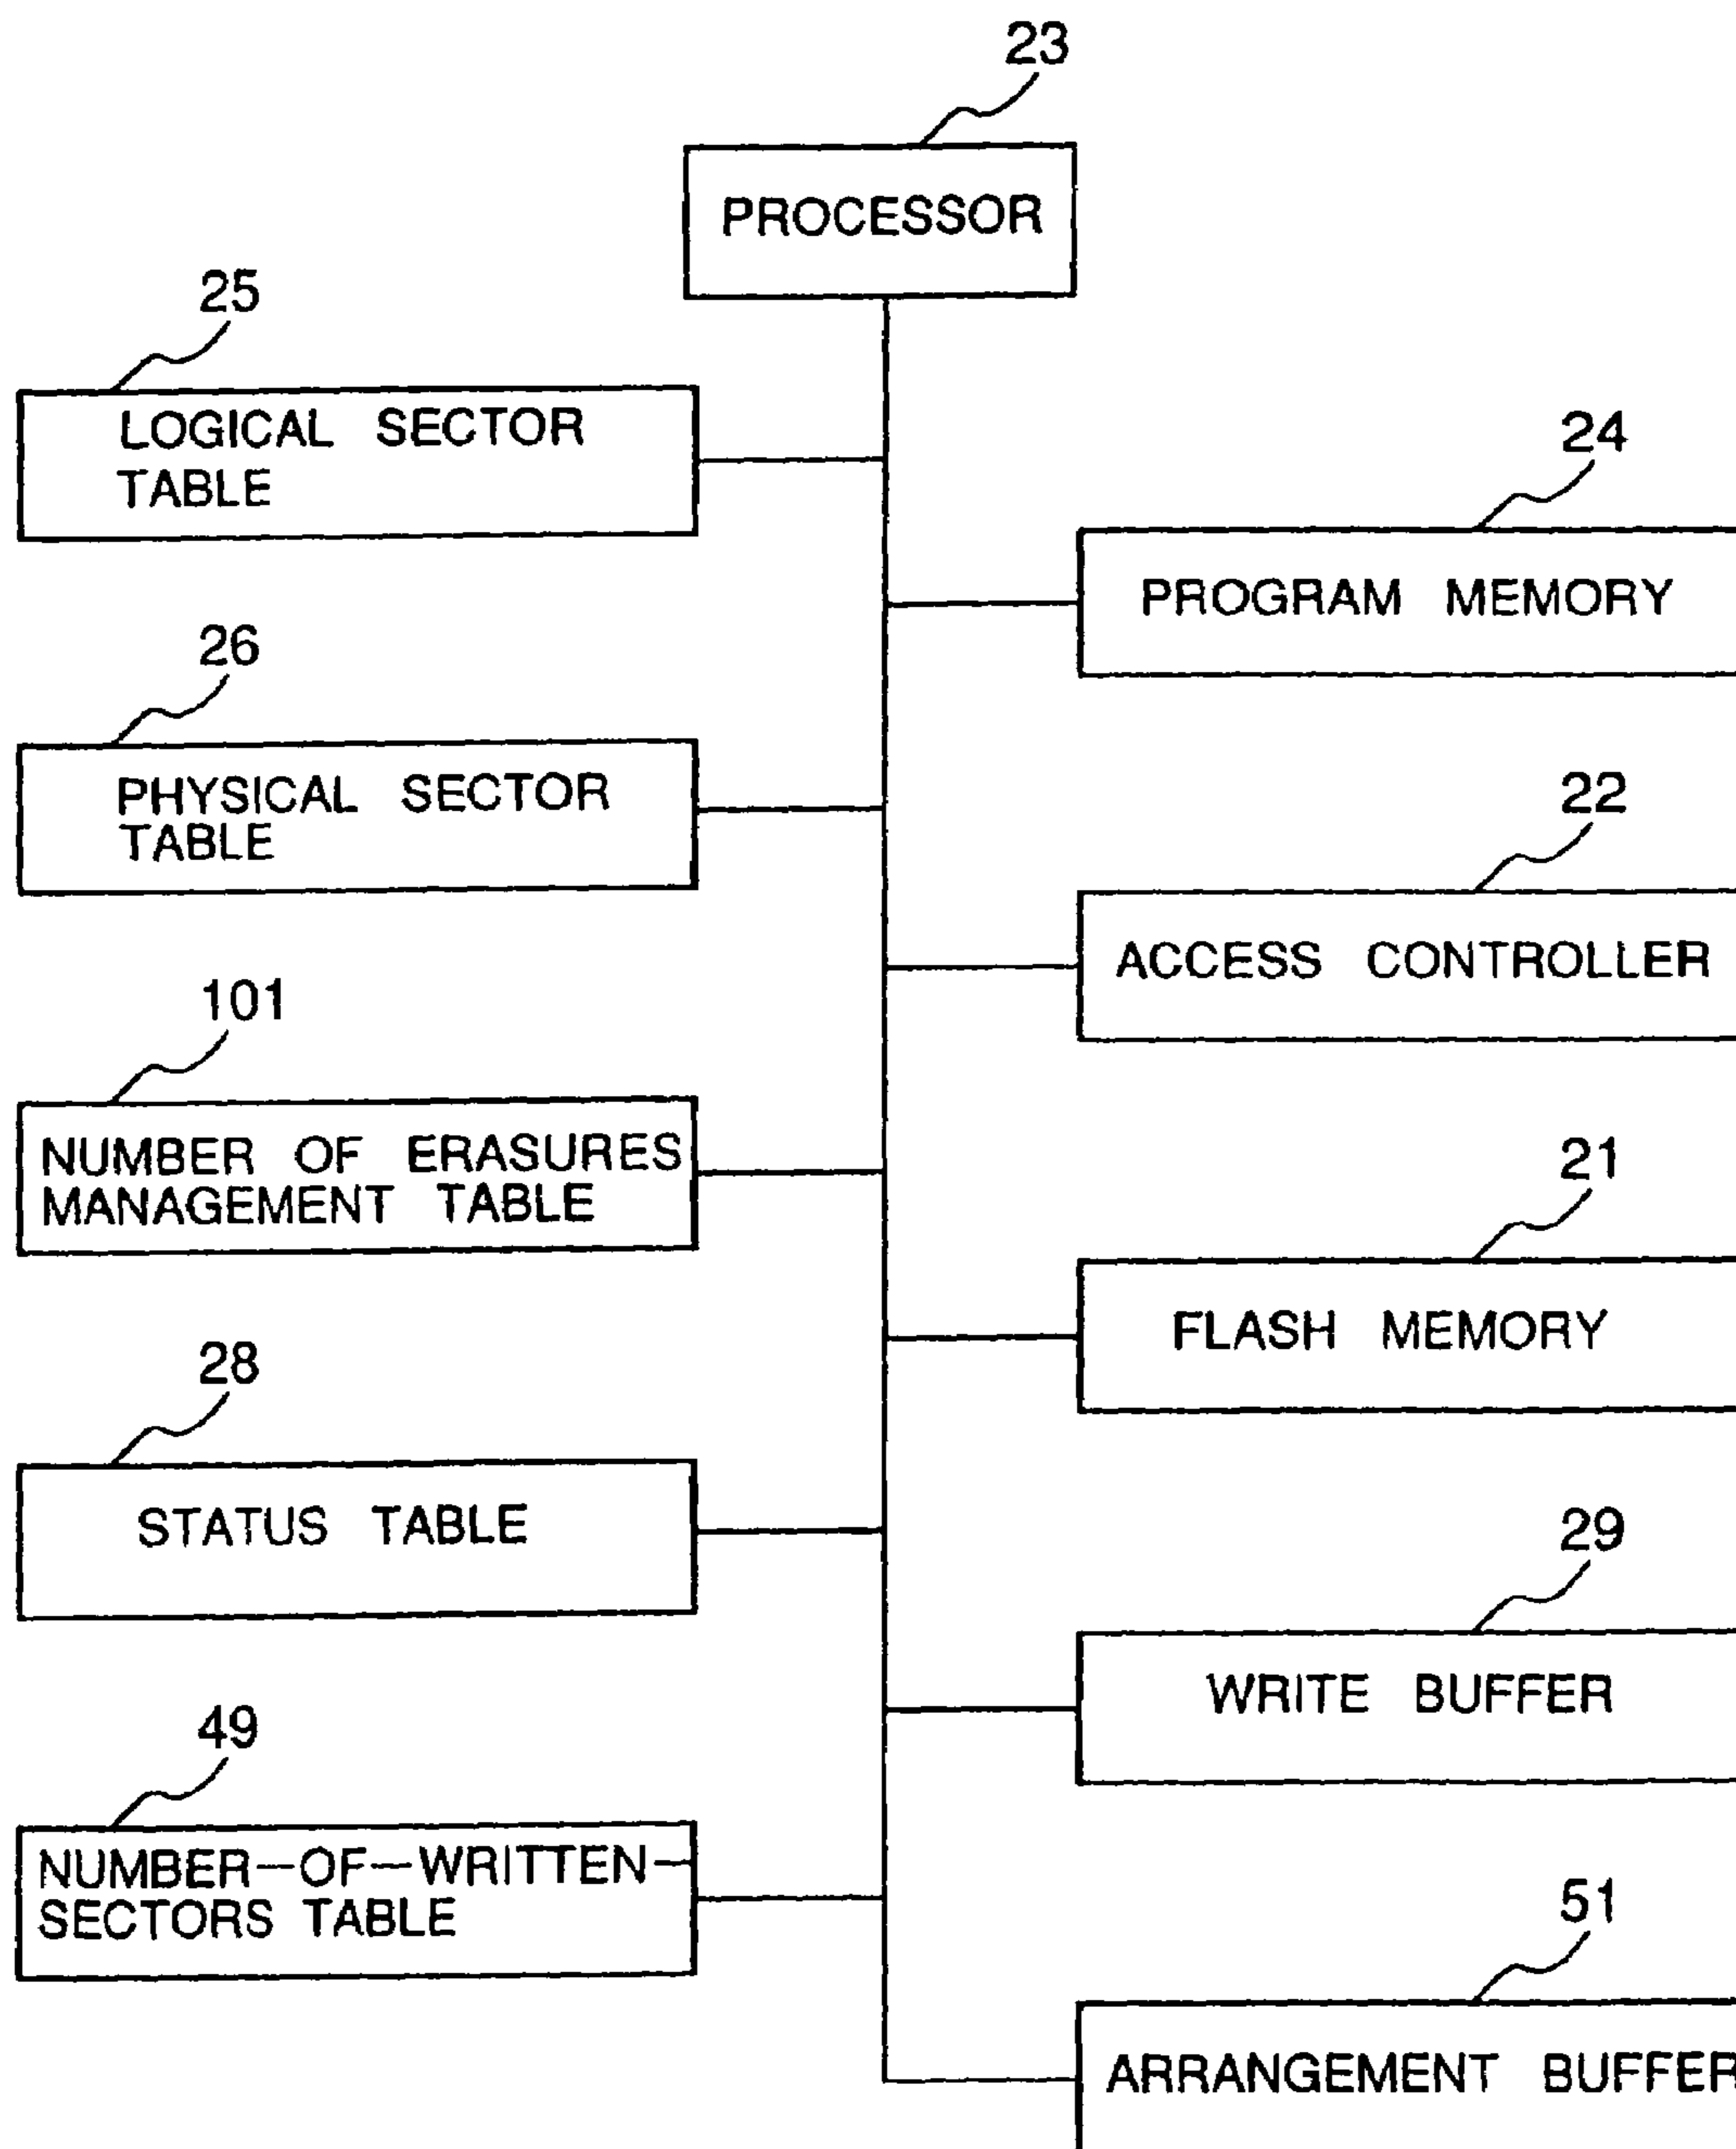 23
PROCESSOR
25
LOGICAL SECTOR
TABLE
24
PROGRAM MEMORY
26
PHYSICAL SECTOR
TABLE
22
ACCESS CONTROLLER
101
NUMBER OF ERASURES
MANAGEMENT TABLE
21
FLASH MEMORY
28
STATUS TABLE
29
WRITE BUFFER
49
NUMBER-OF-WRITTEN-
SECTORS TABLE
51
ARRANGEMENT BUFFER